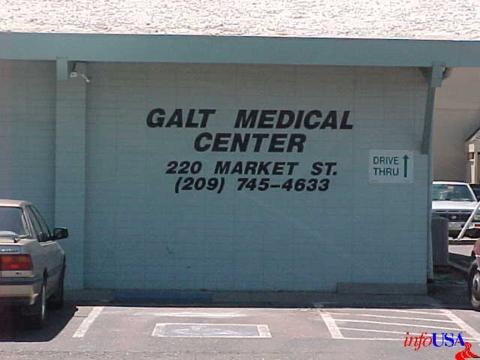 GALT MEDICAL
CENTER
220 MARKET ST.
(209) 745-4633
DRIVE
THRU
infoUSA